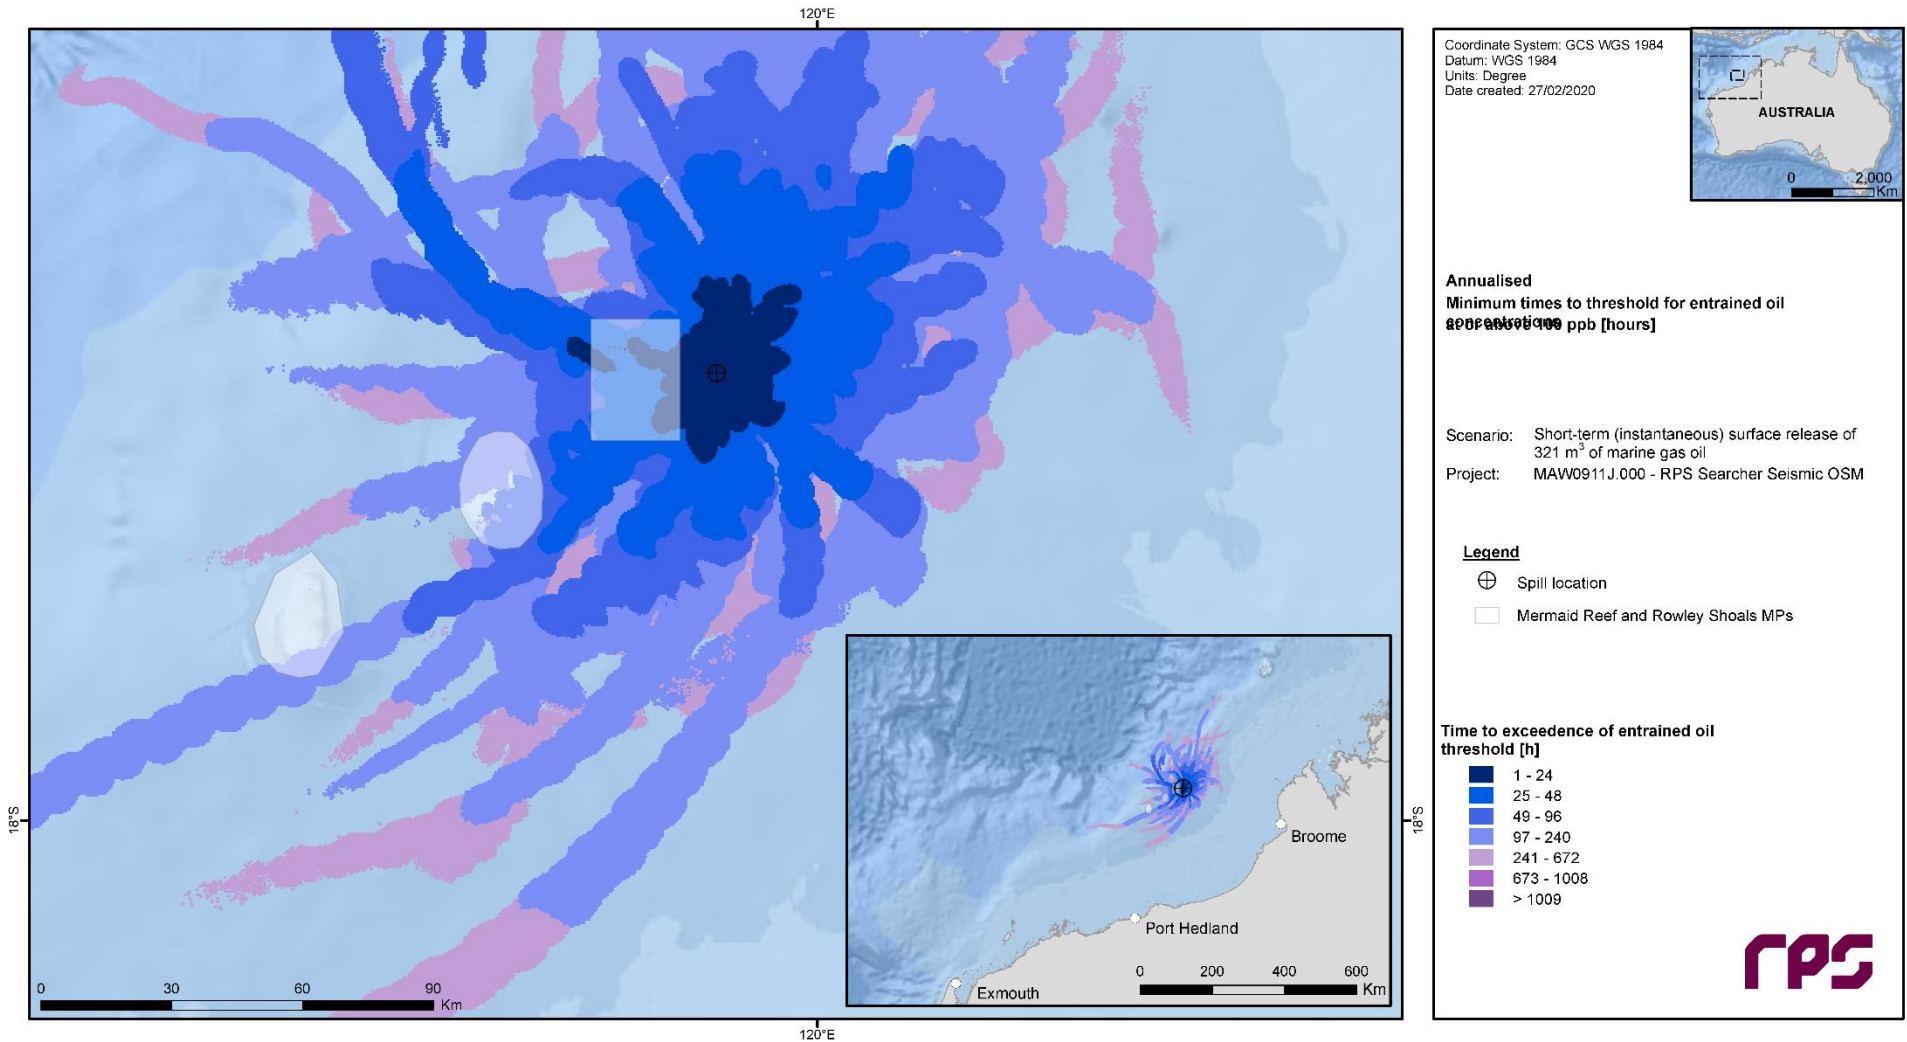 120°E
18°S
18°S
0 30 60 90
Km
120°E
Broome
Port Hedland
Exmouth
0 200 400 600
Km
Coordinate System: GCS WGS 1984
Datum: WGS 1984
Units: Degree
Date created: 27/02/2020
AUSTRALIA
0 2,000
Km
Annualised
Minimum times to threshold for entrained oil
concentrations
at or above 100 ppb [hours]
Scenario: Short-term (instantaneous) surface release of
321 m³ of marine gas oil
Project: MAW0911J.000 - RPS Searcher Seismic OSM
Legend
Spill location
Mermaid Reef and Rowley Shoals MPs
Time to exceedence of entrained oil
threshold [h]
1 - 24
25 - 48
49 - 96
97 - 240
241 - 672
673 - 1008
> 1009
rps